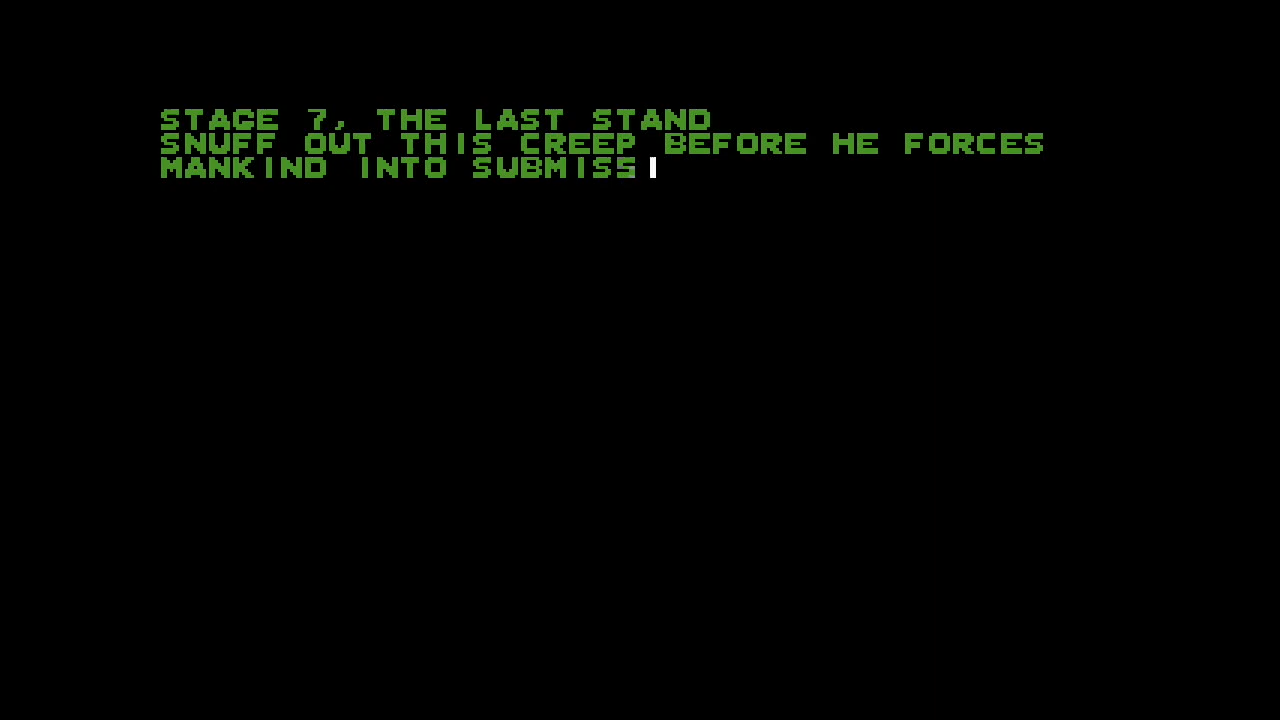 STAGE 7, THE LAST STAND
SNUFF OUT THIS CREEP BEFORE HE FORCES
MANKIND INTO SUBMISS